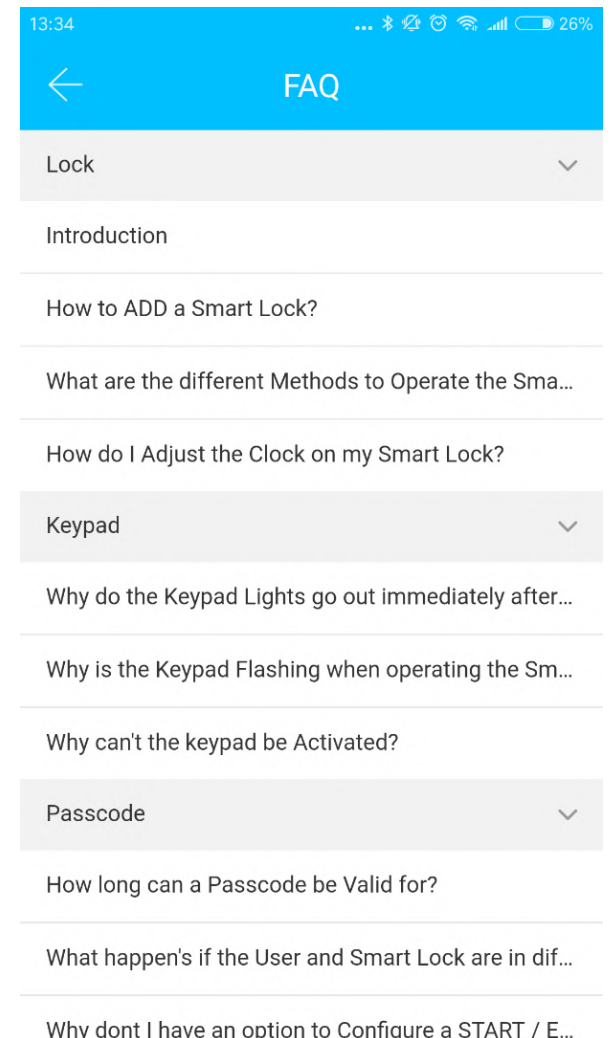 13:34
... 26%
FAQ
Lock
Introduction
How to ADD a Smart Lock?
What are the different Methods to Operate the Sma...
How do I Adjust the Clock on my Smart Lock?
Keypad
Why do the Keypad Lights go out immediately after...
Why is the Keypad Flashing when operating the Sm...
Why can't the keypad be Activated?
Passcode
How long can a Passcode be Valid for?
What happen's if the User and Smart Lock are in dif...
Why dont I have an option to Configure a START / E...